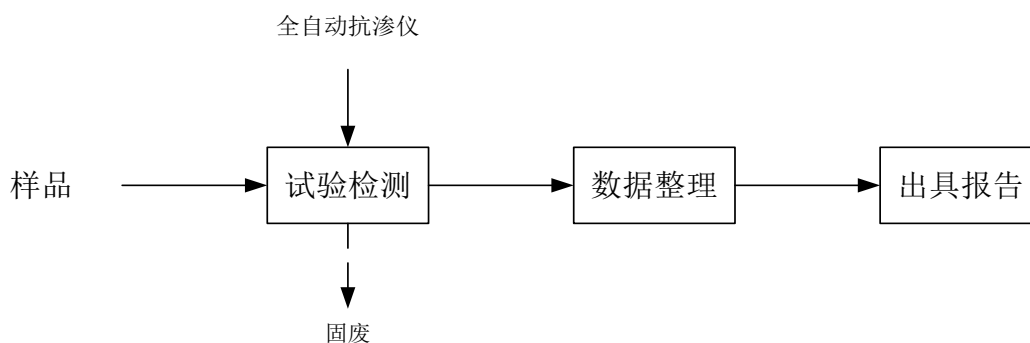 全自动抗渗仪
样品
试验检测
数据整理
出具报告
固废